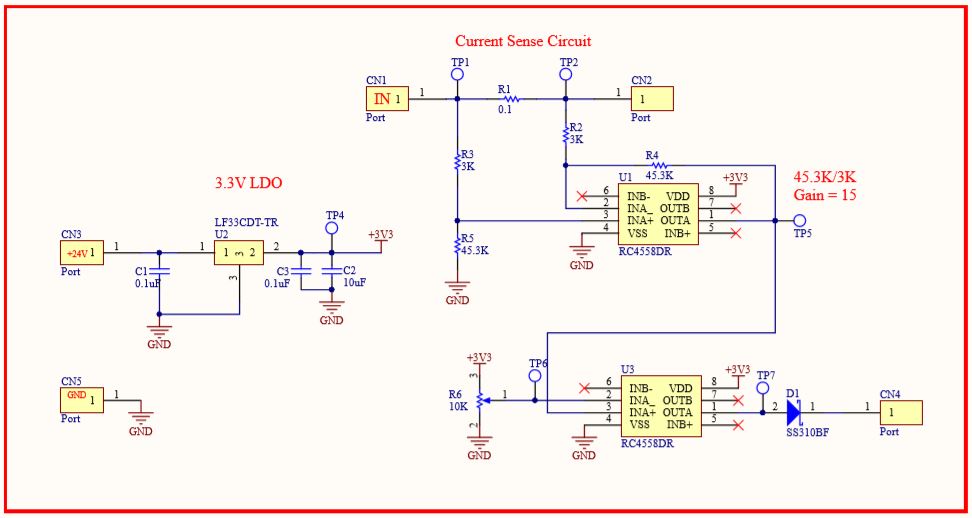 Current Sense Circuit
TP1
TP2
CN1
R1
CN2
IN 1
1
1
1
Port
0.1
Port
R2
3K
R3
3K
R4
45.3K
45.3K/3K
Gain = 15
3.3V LDO
U1
+3V3
6 INB- VDD 8
2 INA_ OUTB 7
3 INA+ OUTA 1
4 VSS INB+ 5
RC4558DR
TP5
GND
R5
45.3K
GND
LF33CDT-TR
U2
TP4
+3V3
CN3
+24V 1
1
1
1 3 2
2
3
Port
C1
0.1uF
C3
0.1uF
C2
10uF
GND
GND
CN5
GND 1
1
Port
GND
+3V3
3
R6
10K
1
2
GND
TP6
U3
+3V3
6 INB- VDD 8
2 INA_ OUTB 7
3 INA+ OUTA 1
4 VSS INB+ 5
RC4558DR
GND
TP7
D1
2
1
SS310BF
CN4
1
1
Port